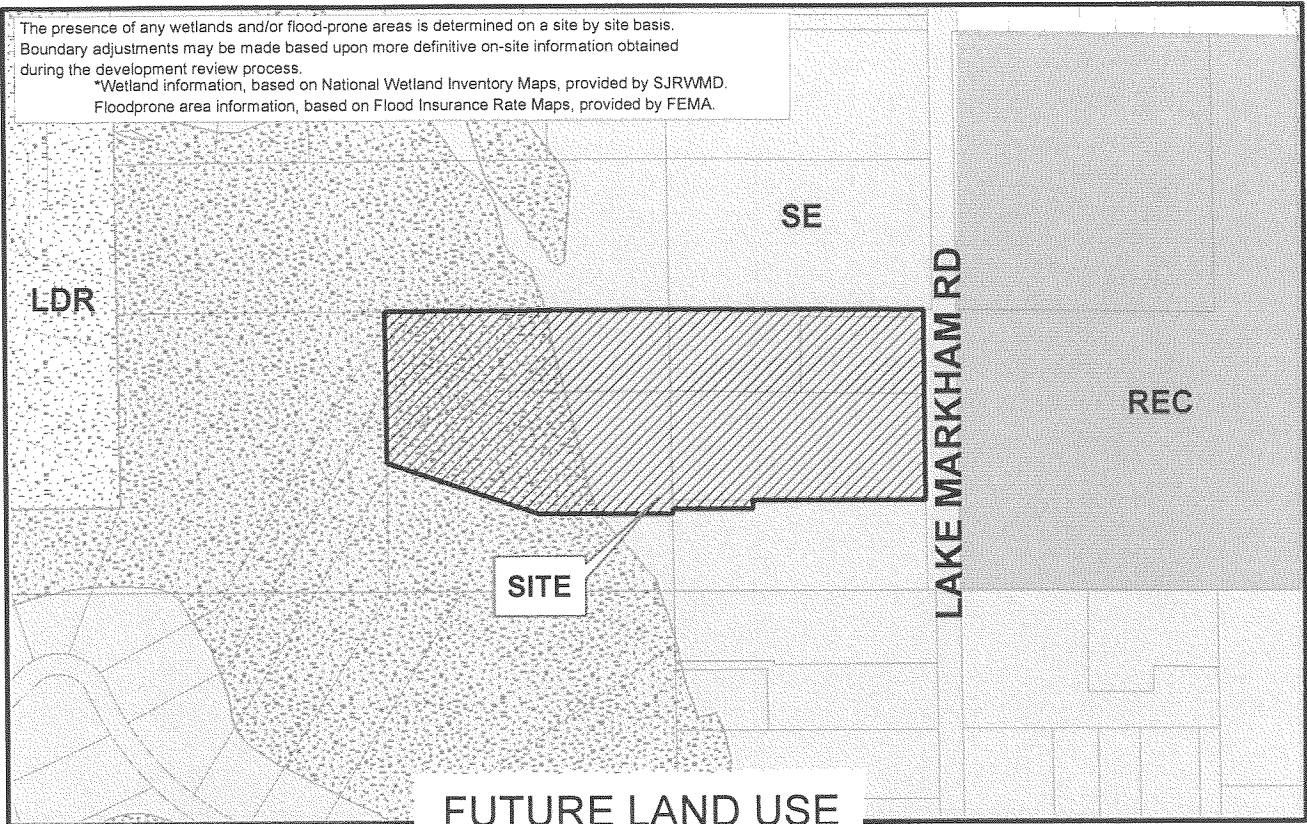 The presence of any wetlands and/or flood-prone areas is determined on a site by site basis.
Boundary adjustments may be made based upon more definitive on-site information obtained
during the development review process.
*Wetland information, based on National Wetland Inventory Maps, provided by SJRWMD.
Floodprone area information, based on Flood Insurance Rate Maps, provided by FEMA.
SE
LDR
LAKE MARKHAM RD
REC
SITE
FUTURE LAND USE